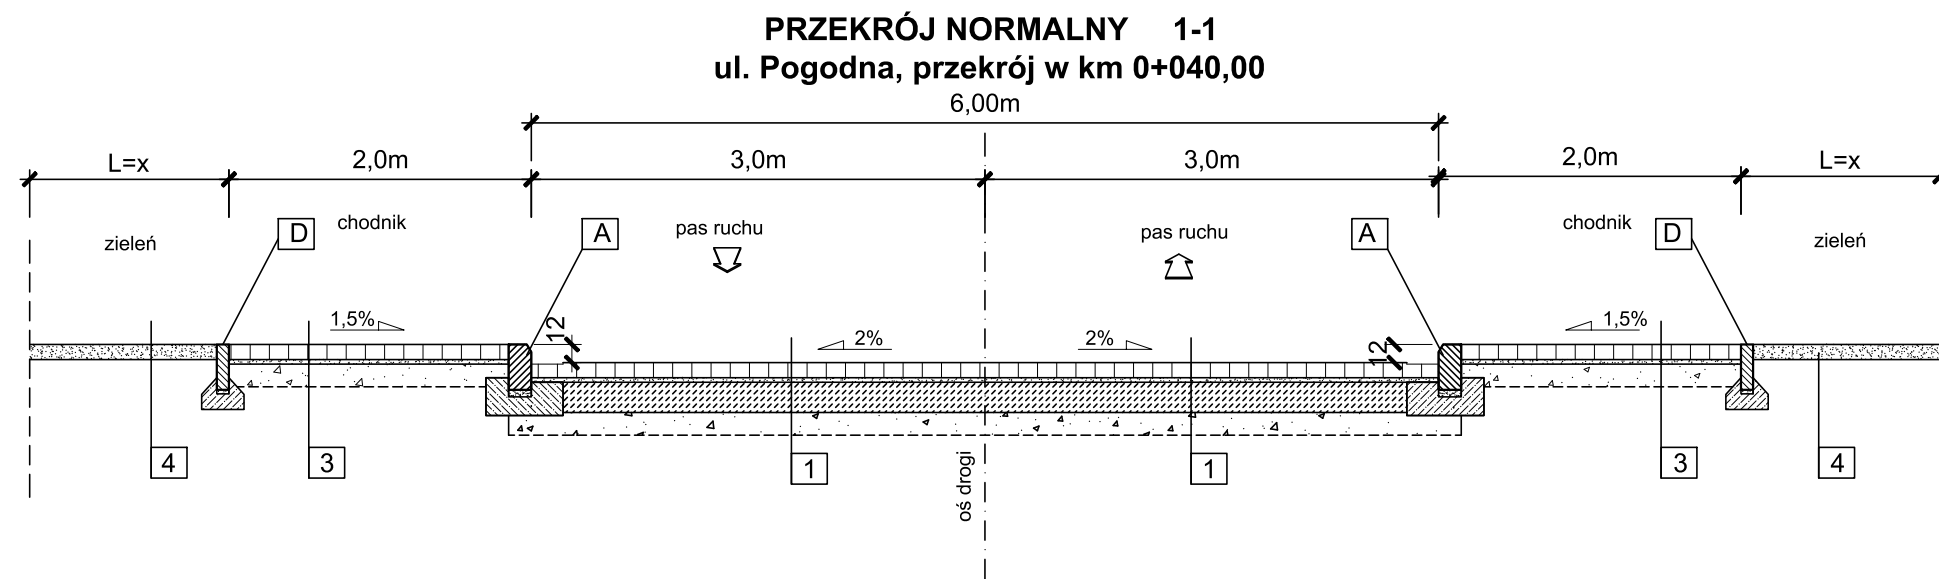 PRZEKRÓJ NORMALNY 1-1
ul. Pogodna, przekrój w km 0+040,00
6,00m
L=x 2,0m 3,0m 3,0m 2,0m L=x
zieleń D chodnik A pas ruchu pas ruchu A chodnik D zieleń
1,5% 12 2% 2% 12 1,5%
4 3 1 1 3 4
oś drogi